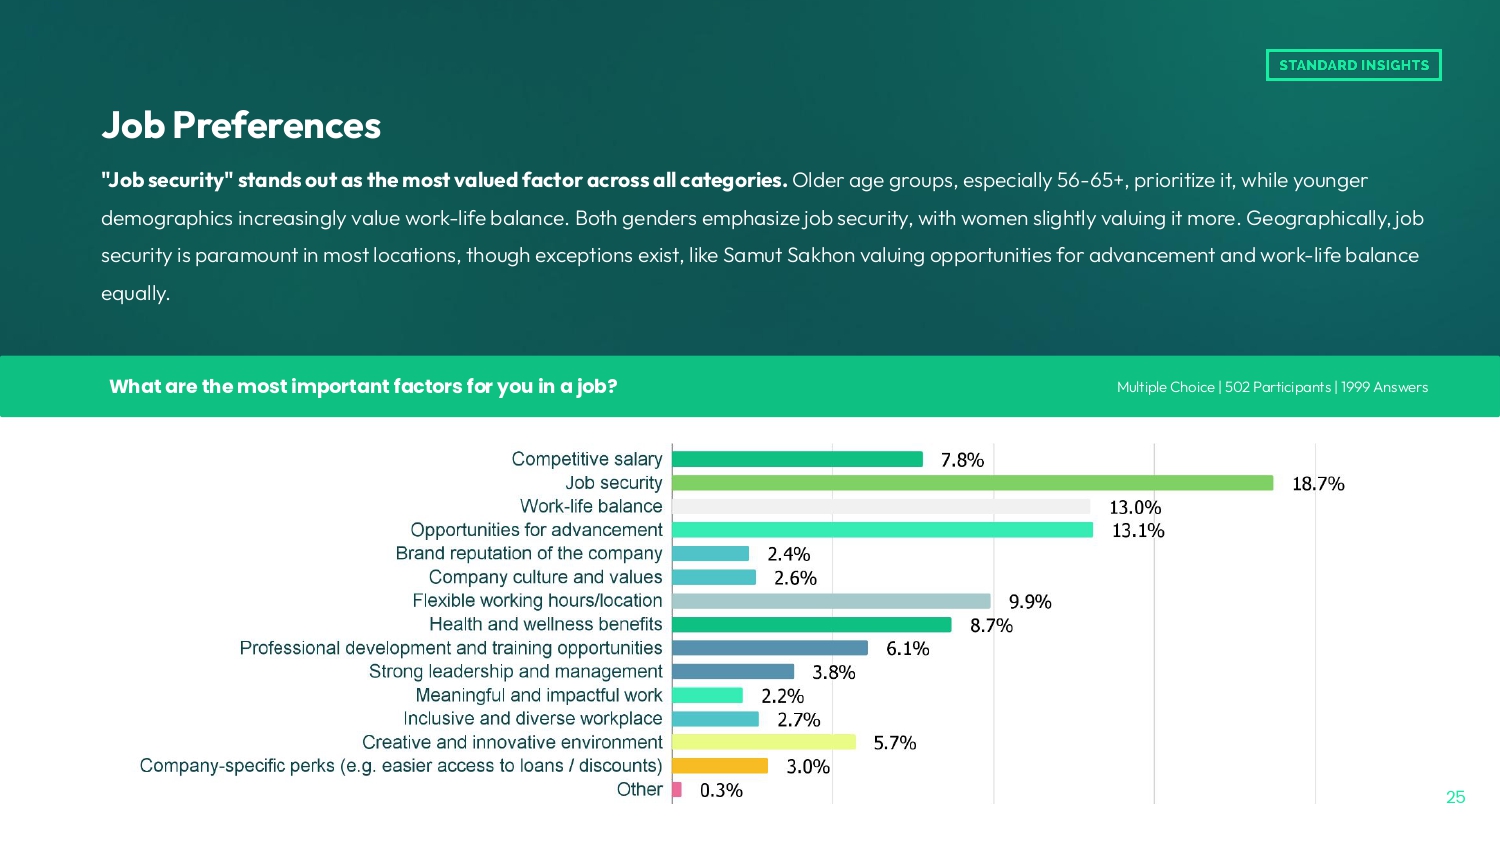 STANDARD INSIGHTS
Job Preferences
"Job security" stands out as the most valued factor across all categories. Older age groups, especially 56-65+, prioritize it, while younger
demographics increasingly value work-life balance. Both genders emphasize job security, with women slightly valuing it more. Geographically, job
security is paramount in most locations, though exceptions exist, like Samut Sakhon valuing opportunities for advancement and work-life balance
equally.
What are the most important factors for you in a job?
Multiple Choice | 502 Participants | 1999 Answers
Competitive salary 7.8%
Job security 18.7%
Work-life balance 13.0%
Opportunities for advancement 13.1%
Brand reputation of the company 2.4%
Company culture and values 2.6%
Flexible working hours/location 9.9%
Health and wellness benefits 8.7%
Professional development and training opportunities 6.1%
Strong leadership and management 3.8%
Meaningful and impactful work 2.2%
Inclusive and diverse workplace 2.7%
Creative and innovative environment 5.7%
Company-specific perks (e.g. easier access to loans / discounts) 3.0%
Other 0.3%
25